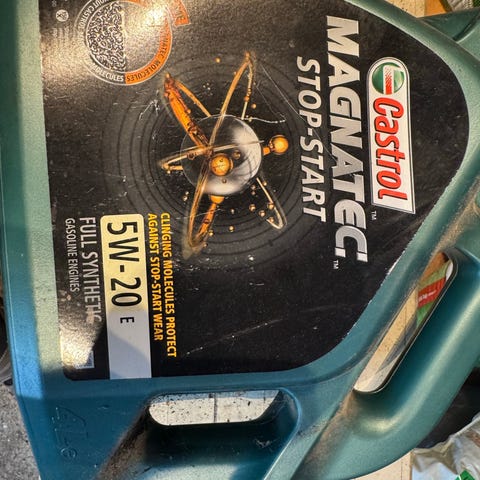 Castrol
MAGNATEC
STOP-START
CLINGING MOLECULES PROTECT
AGAINST STOP-START WEAR
5W-20 E
FULL SYNTHETIC
GASOLINE ENGINES